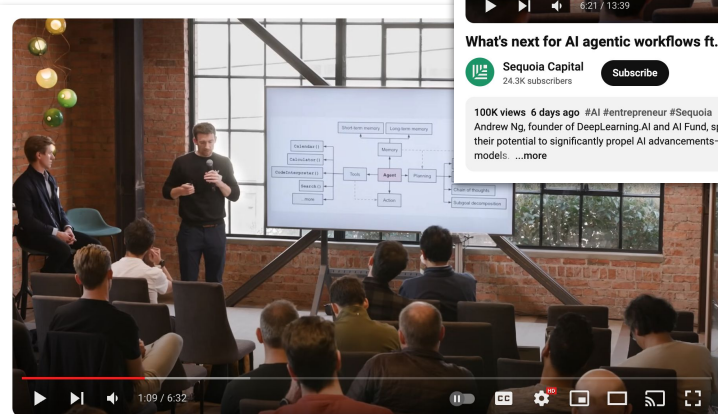 6:21 / 13:39
What's next for AI agentic workflows ft.
Sequoia Capital
24.3K subscribers
Subscribe
100K views 6 days ago #AI #entrepreneur #Sequoia
Andrew Ng, founder of DeepLearning.AI and AI Fund, sp
their potential to significantly propel AI advancements—
models. ...more
Short-term memory
Long-term memory
Calendar()
Calculator()
CodeInterpreter()
Search()
...more
Memory
Tools
Agent
Planning
Action
Chain of thoughts
Subgoal decomposition
1:09 / 6:32
CC
HD